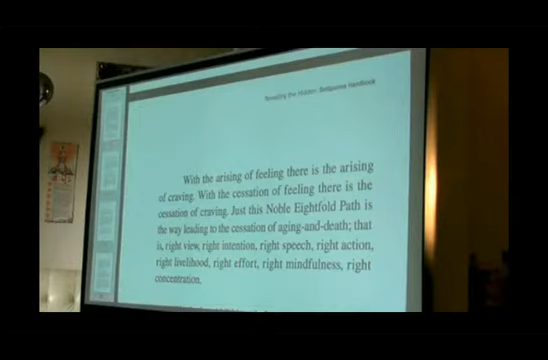 Revealing the Hidden: Satipaṭṭhāna Handbook
With the arising of feeling there is the arising
of craving. With the cessation of feeling there is the
cessation of craving. Just this Noble Eightfold Path is
the way leading to the cessation of aging-and-death; that
is, right view, right intention, right speech, right action,
right livelihood, right effort, right mindfulness, right
concentration.